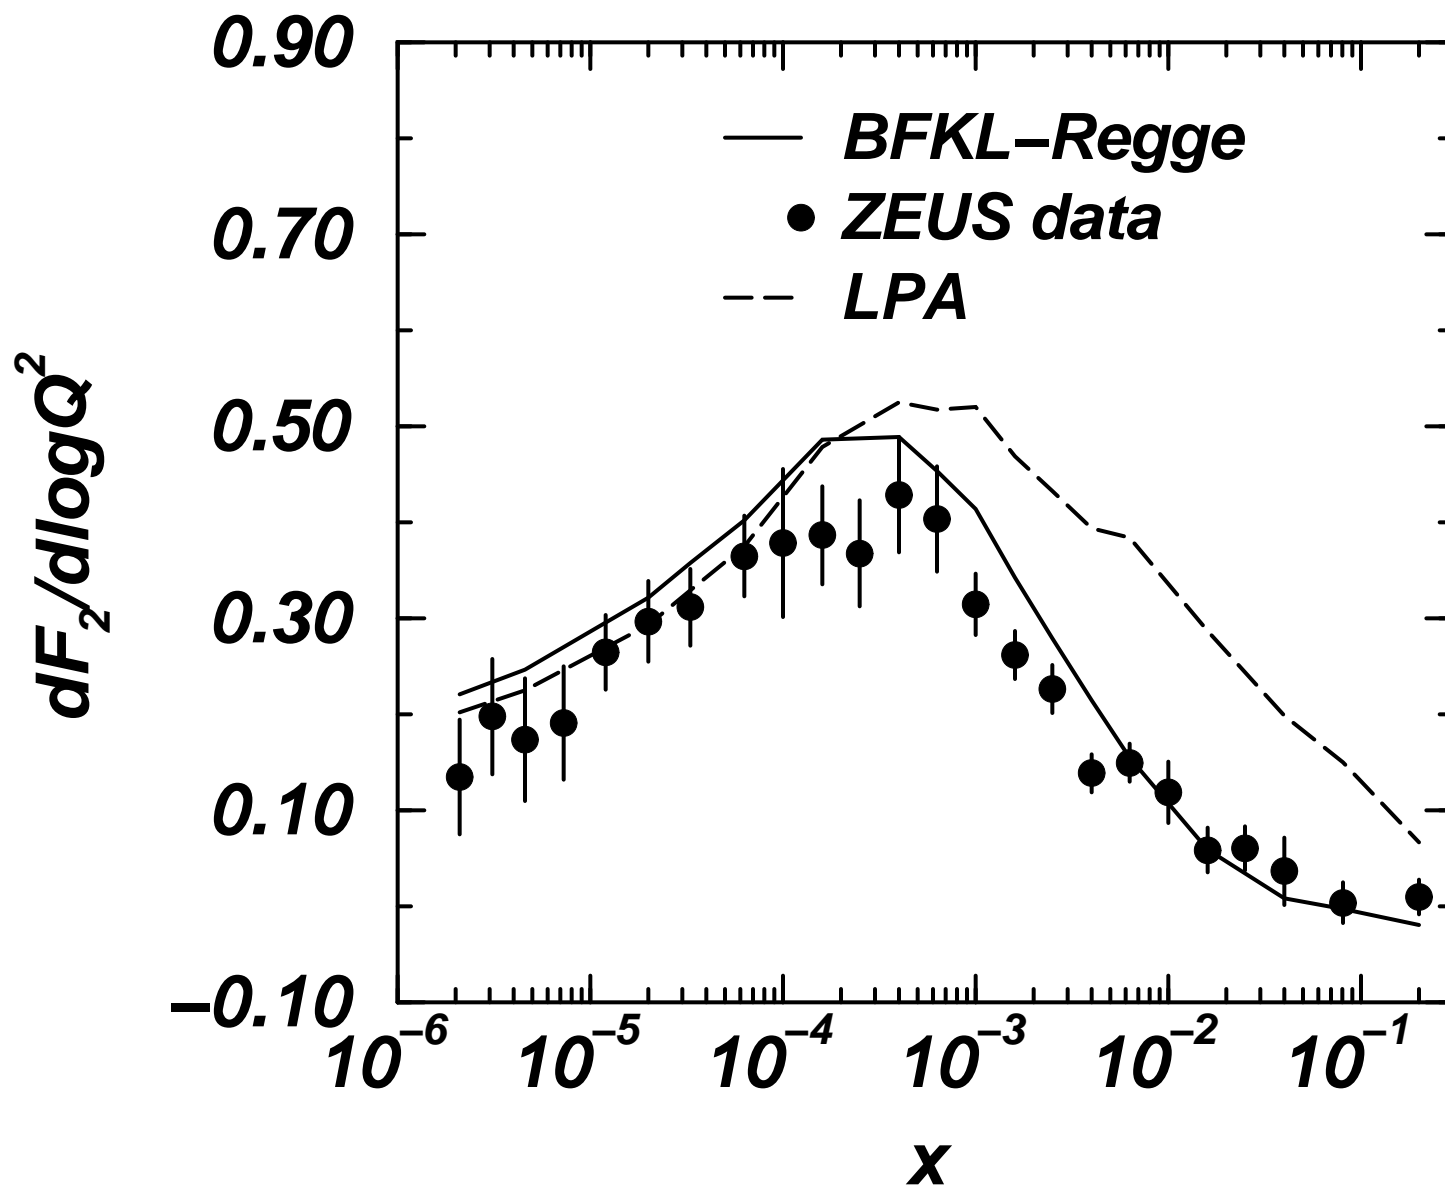 0.90
BFKL–Regge
ZEUS data
0.70
LPA
dF₂/dlogQ²
0.50
0.30
0.10
–0.10
10⁻⁶ 10⁻⁵ 10⁻⁴ 10⁻³ 10⁻² 10⁻¹
x